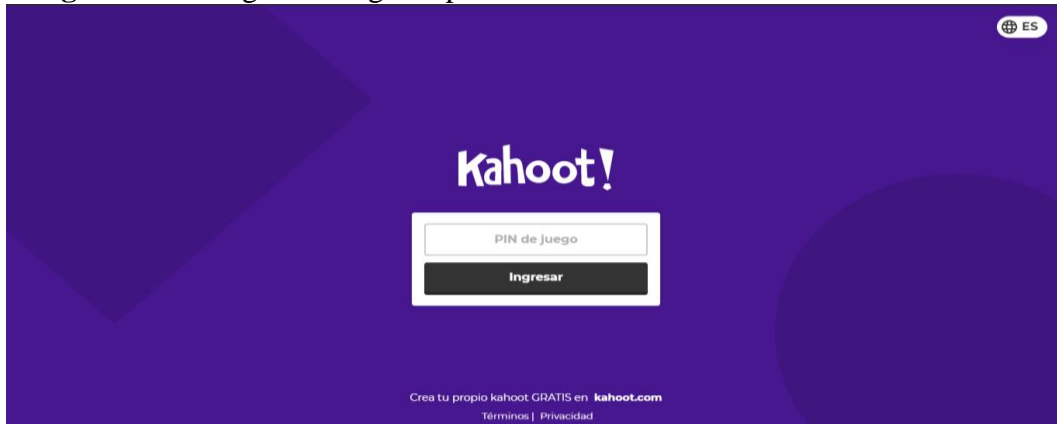 ES
Kahoot!
PIN de juego
Ingresar
Crea tu propio kahoot GRATIS en kahoot.com
Términos | Privacidad